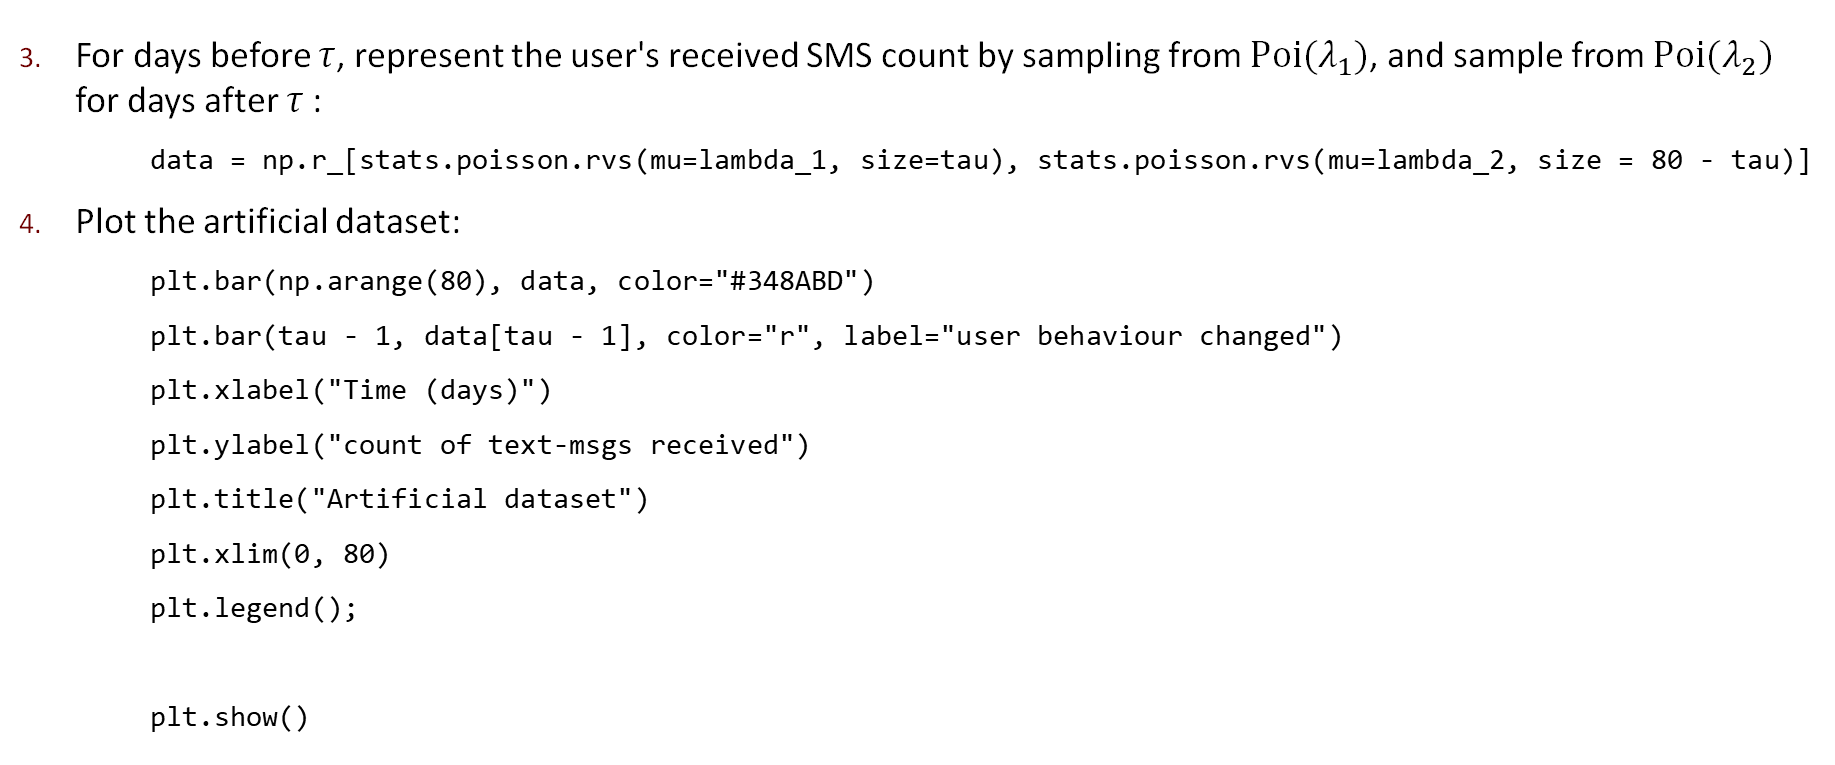 3. For days before τ, represent the user's received SMS count by sampling from Poi(λ₁), and sample from Poi(λ₂)
for days after τ :
data = np.r_[stats.poisson.rvs(mu=lambda_1, size=tau), stats.poisson.rvs(mu=lambda_2, size = 80 - tau)]
4. Plot the artificial dataset:
plt.bar(np.arange(80), data, color="#348ABD")
plt.bar(tau - 1, data[tau - 1], color="r", label="user behaviour changed")
plt.xlabel("Time (days)")
plt.ylabel("count of text-msgs received")
plt.title("Artificial dataset")
plt.xlim(0, 80)
plt.legend();
plt.show()